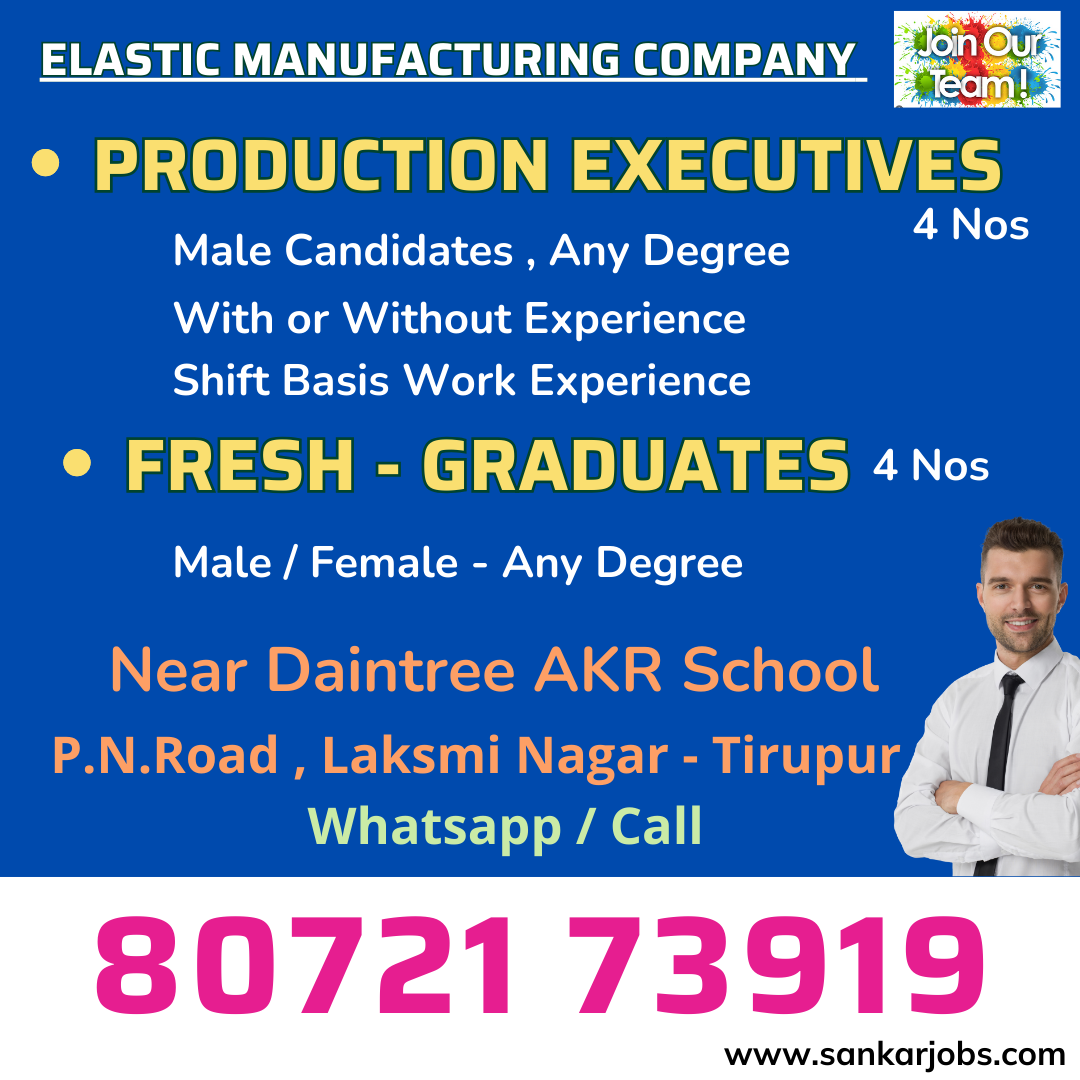 ELASTIC MANUFACTURING COMPANY
Join Our
Team !
• PRODUCTION EXECUTIVES
4 Nos
Male Candidates , Any Degree
With or Without Experience
Shift Basis Work Experience
• FRESH - GRADUATES 4 Nos
Male / Female - Any Degree
Near Daintree AKR School
P.N.Road , Laksmi Nagar - Tirupur
Whatsapp / Call
80721 73919
www.sankarjobs.com